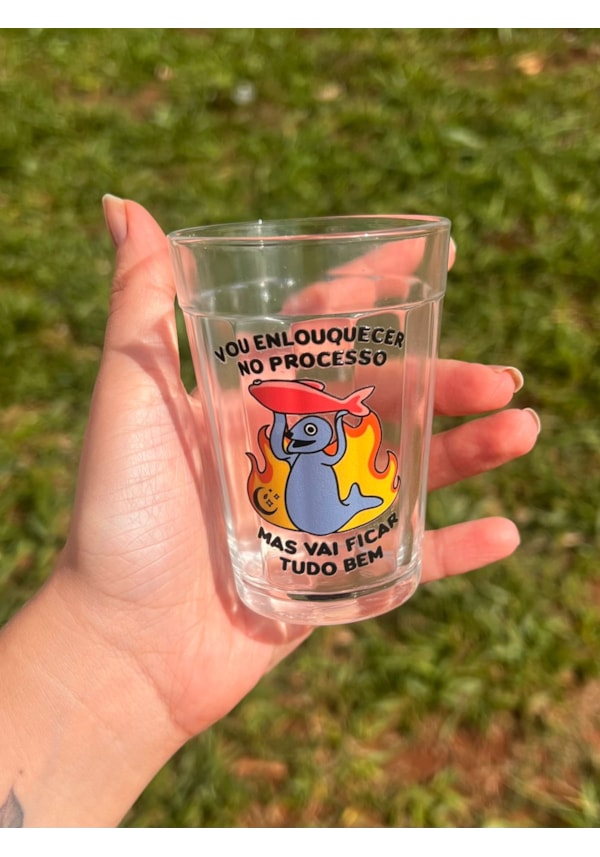 VOU ENLOUQUECER
NO PROCESSO
MAS VAI FICAR
TUDO BEM